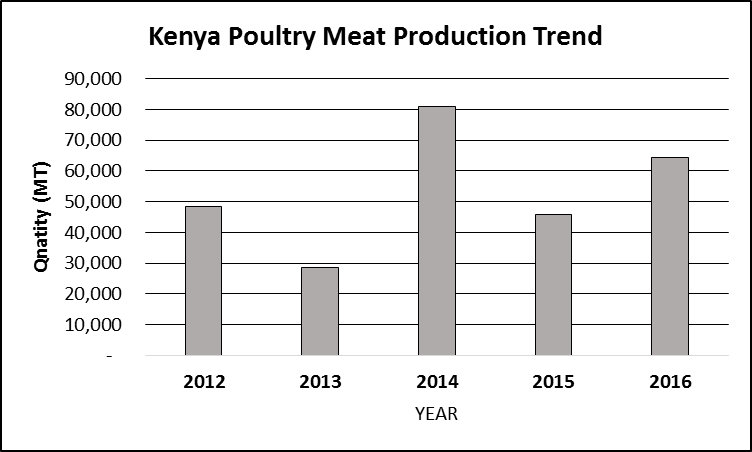 Kenya Poultry Meat Production Trend
Qnatity (MT)
90,000
80,000
70,000
60,000
50,000
40,000
30,000
20,000
10,000
-
2012 2013 2014 2015 2016
YEAR